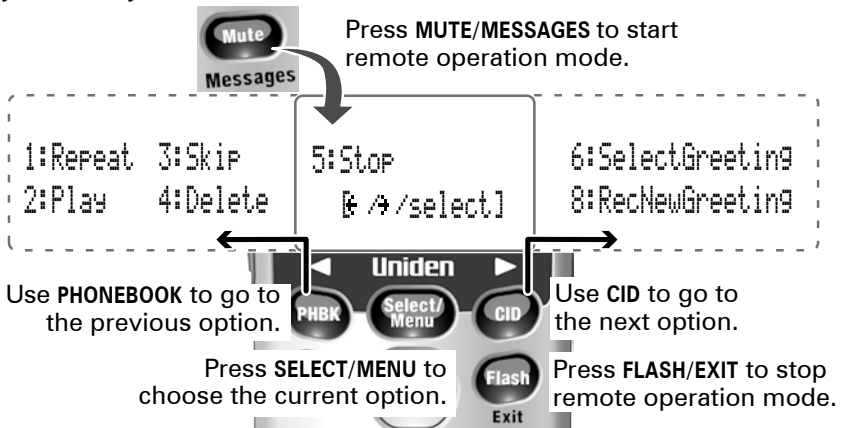 Mute
Messages
Press MUTE/MESSAGES to start
remote operation mode.
1:Repeat 3:Skip
2:Play 4:Delete
5:Stop
[←/→/select]
6:SelectGreeting
8:RecNewGreeting
Uniden
PHBK
Select/
Menu
CID
Use PHONEBOOK to go to
the previous option.
Use CID to go to
the next option.
Press SELECT/MENU to
choose the current option.
Flash
Exit
Press FLASH/EXIT to stop
remote operation mode.